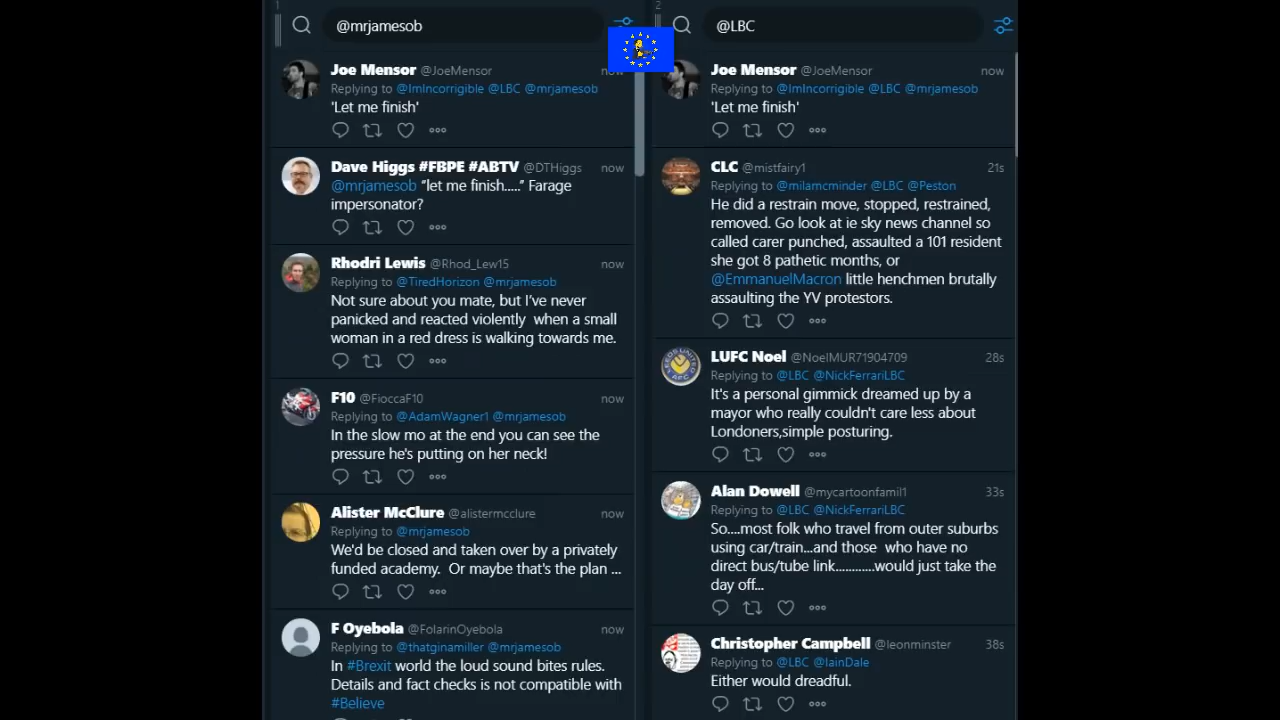 1
@mrjamesob
Joe Mensor @JoeMensor now
Replying to @ImIncorrigible @LBC @mrjamesob
'Let me finish'
Dave Higgs #FBPE #ABTV @DTHiggs now
@mrjamesob “let me finish.....” Farage
impersonator?
Rhodri Lewis @Rhod_Lew15 now
Replying to @TiredHorizon @mrjamesob
Not sure about you mate, but I've never
panicked and reacted violently when a small
woman in a red dress is walking towards me.
F10 @FioccaF10 now
Replying to @AdamWagner1 @mrjamesob
In the slow mo at the end you can see the
pressure he's putting on her neck!
Alister McClure @alistermcclure now
Replying to @mrjamesob
We'd be closed and taken over by a privately
funded academy. Or maybe that's the plan ...
F Oyebola @FolarinOyebola now
Replying to @thatginamiller @mrjamesob
In #Brexit world the loud sound bites rules.
Details and fact checks is not compatible with
#Believe
2
@LBC
Joe Mensor @JoeMensor now
Replying to @ImIncorrigible @LBC @mrjamesob
'Let me finish'
CLC @mistfairy1 21s
Replying to @milamcminder @LBC @Peston
He did a restrain move, stopped, restrained,
removed. Go look at ie sky news channel so
called carer punched, assaulted a 101 resident
she got 8 pathetic months, or
@EmmanuelMacron little henchmen brutally
assaulting the YV protestors.
LUFC Noel @NoelMUR71904709 28s
Replying to @LBC @NickFerrariLBC
It's a personal gimmick dreamed up by a
mayor who really couldn't care less about
Londoners,simple posturing.
Alan Dowell @mycartoonfamil1 33s
Replying to @LBC @NickFerrariLBC
So....most folk who travel from outer suburbs
using car/train...and those who have no
direct bus/tube link............would just take the
day off...
Christopher Campbell @leonminster 38s
Replying to @LBC @IainDale
Either would dreadful.